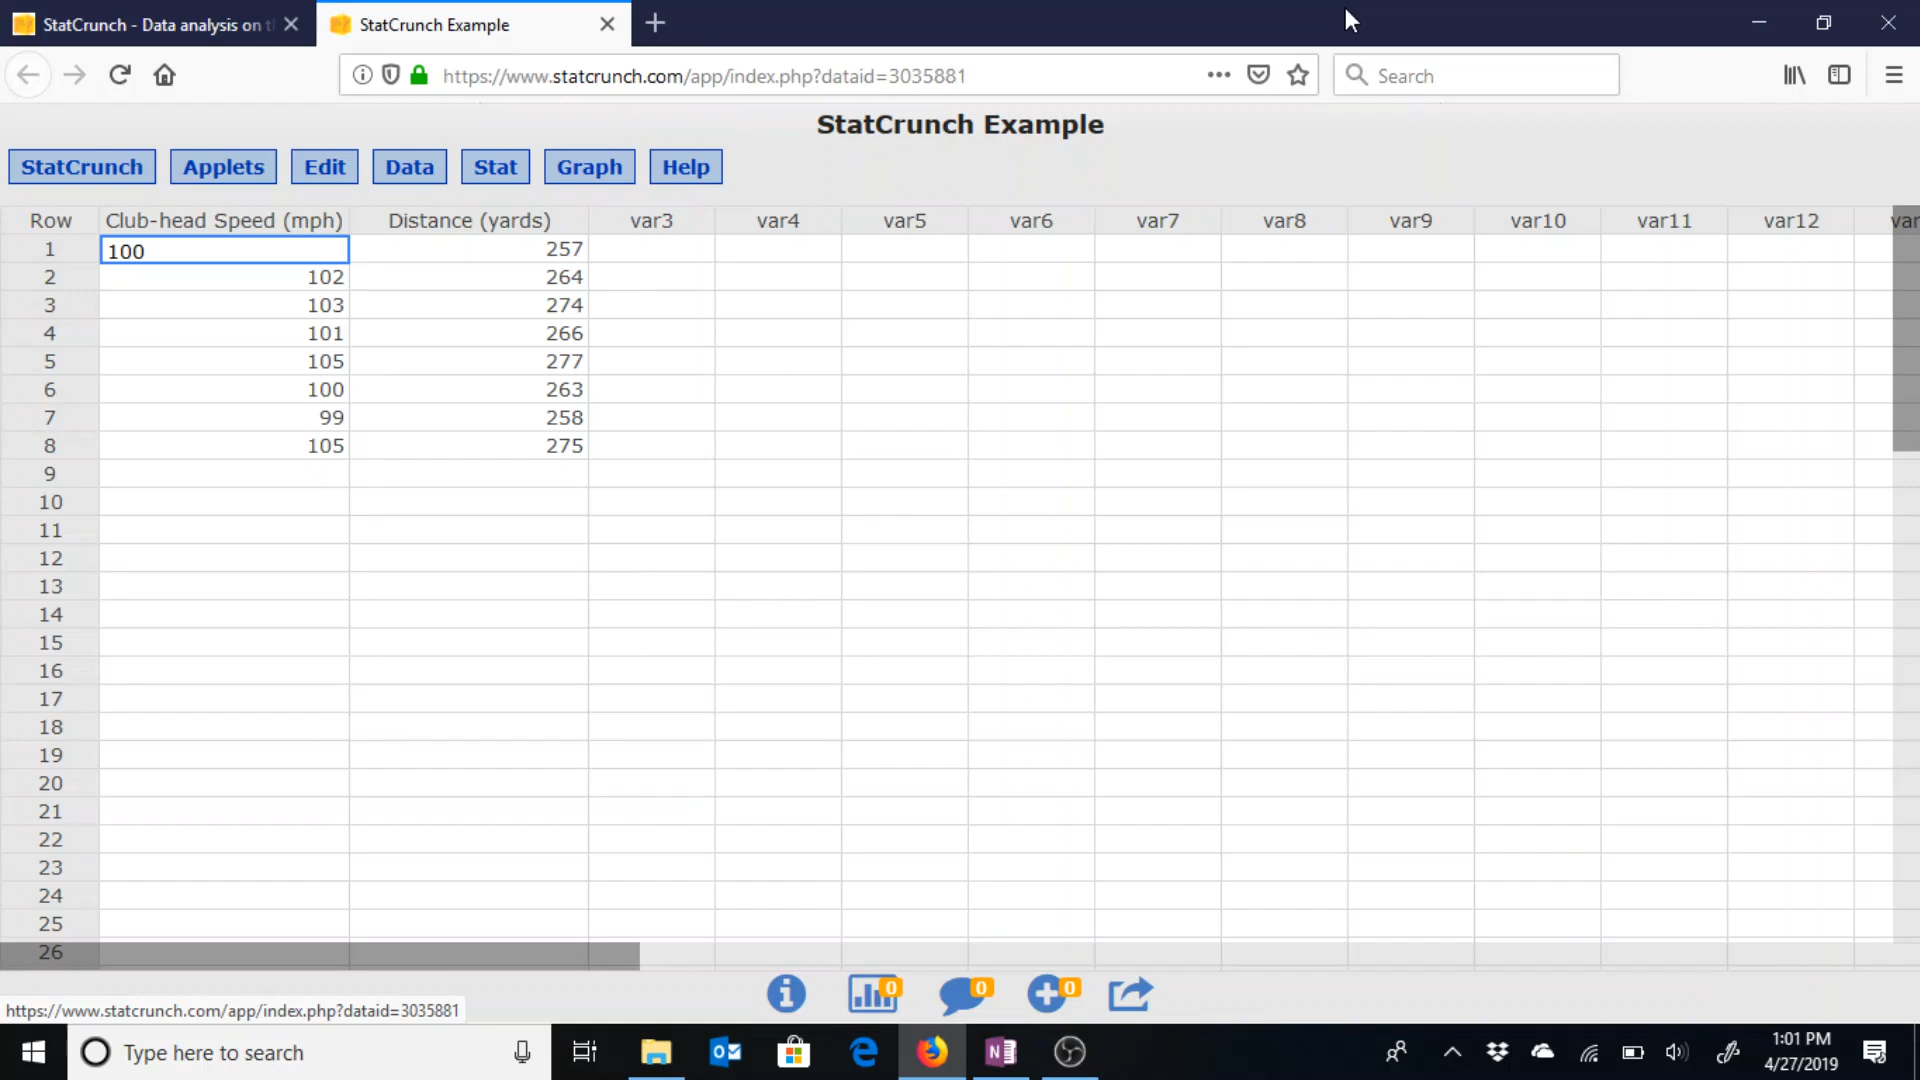 StatCrunch - Data analysis on t
StatCrunch Example
https://www.statcrunch.com/app/index.php?dataid=3035881
Search
StatCrunch Example
StatCrunch Applets Edit Data Stat Graph Help
Row Club-head Speed (mph) Distance (yards) var3 var4 var5 var6 var7 var8 var9 var10 var11 var12 var
1 100 257
2 102 264
3 103 274
4 101 266
5 105 277
6 100 263
7 99 258
8 105 275
9
10
11
12
13
14
15
16
17
18
19
20
21
22
23
24
25
26
0 0 0
https://www.statcrunch.com/app/index.php?dataid=3035881
Type here to search
1:01 PM
4/27/2019